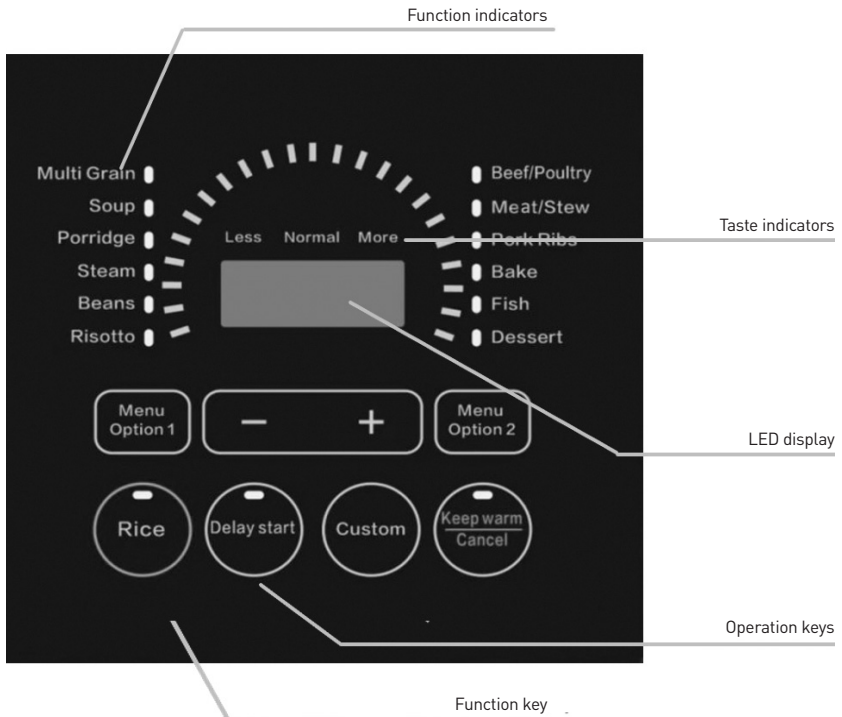 Function indicators
Multi Grain
Soup
Porridge
Steam
Beans
Risotto
Less Normal More
Beef/Poultry
Meat/Stew
Pork Ribs
Bake
Fish
Dessert
Taste indicators
LED display
Menu
Option 1
−
+
Menu
Option 2
Rice
Delay start
Custom
Keep warm
Cancel
Operation keys
Function key